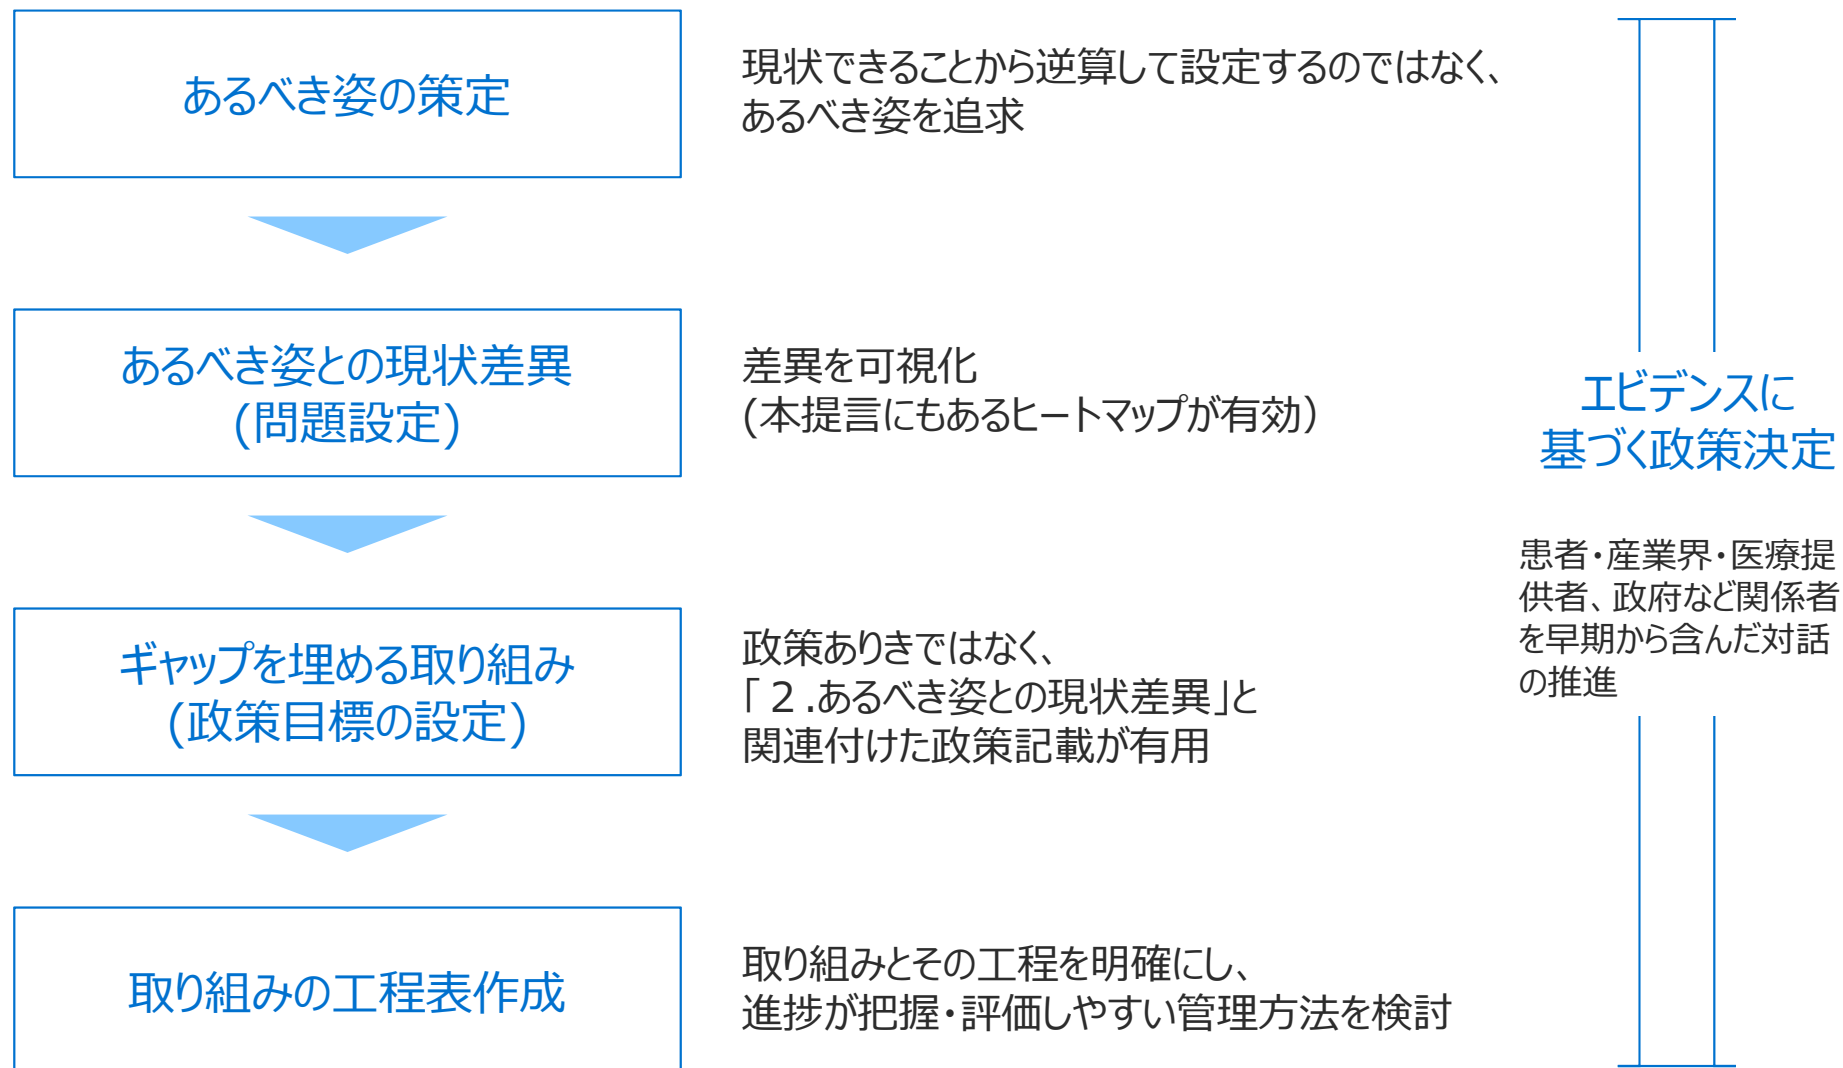 あるべき姿の策定
現状できることから逆算して設定するのではなく、
あるべき姿を追求
あるべき姿との現状差異
(問題設定)
差異を可視化
(本提言にもあるヒートマップが有効）
ギャップを埋める取り組み
(政策目標の設定)
政策ありきではなく、
「２.あるべき姿との現状差異」と
関連付けた政策記載が有用
取り組みの工程表作成
取り組みとその工程を明確にし、
進捗が把握・評価しやすい管理方法を検討
エビデンスに
基づく政策決定
患者・産業界・医療提
供者、政府など関係者
を早期から含んだ対話
の推進